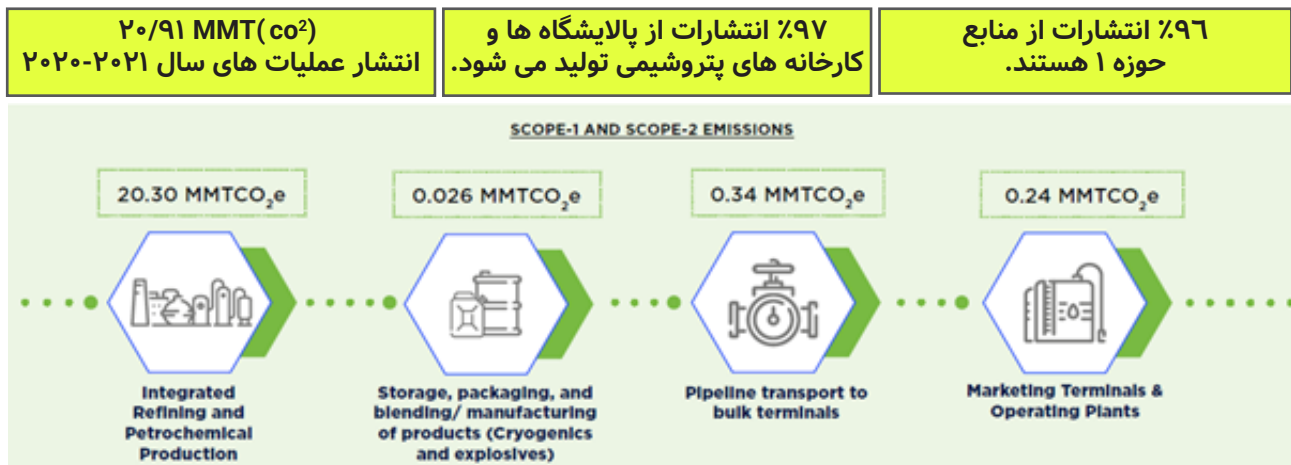 ۲۰/۹۱ MMT(co²)
انتشار عملیات های سال ۲۰۲۱-۲۰۲۰
۹۷٪ انتشارات از پالایشگاه ها و
کارخانه های پتروشیمی تولید می شود.
۹٦٪ انتشارات از منابع
حوزه ۱ هستند.
SCOPE-1 AND SCOPE-2 EMISSIONS
20.30 MMTCO₂e
0.026 MMTCO₂e
0.34 MMTCO₂e
0.24 MMTCO₂e
Integrated
Refining and
Petrochemical
Production
Storage, packaging, and
blending/ manufacturing
of products (Cryogenics
and explosives)
Pipeline transport to
bulk terminals
Marketing Terminals &
Operating Plants